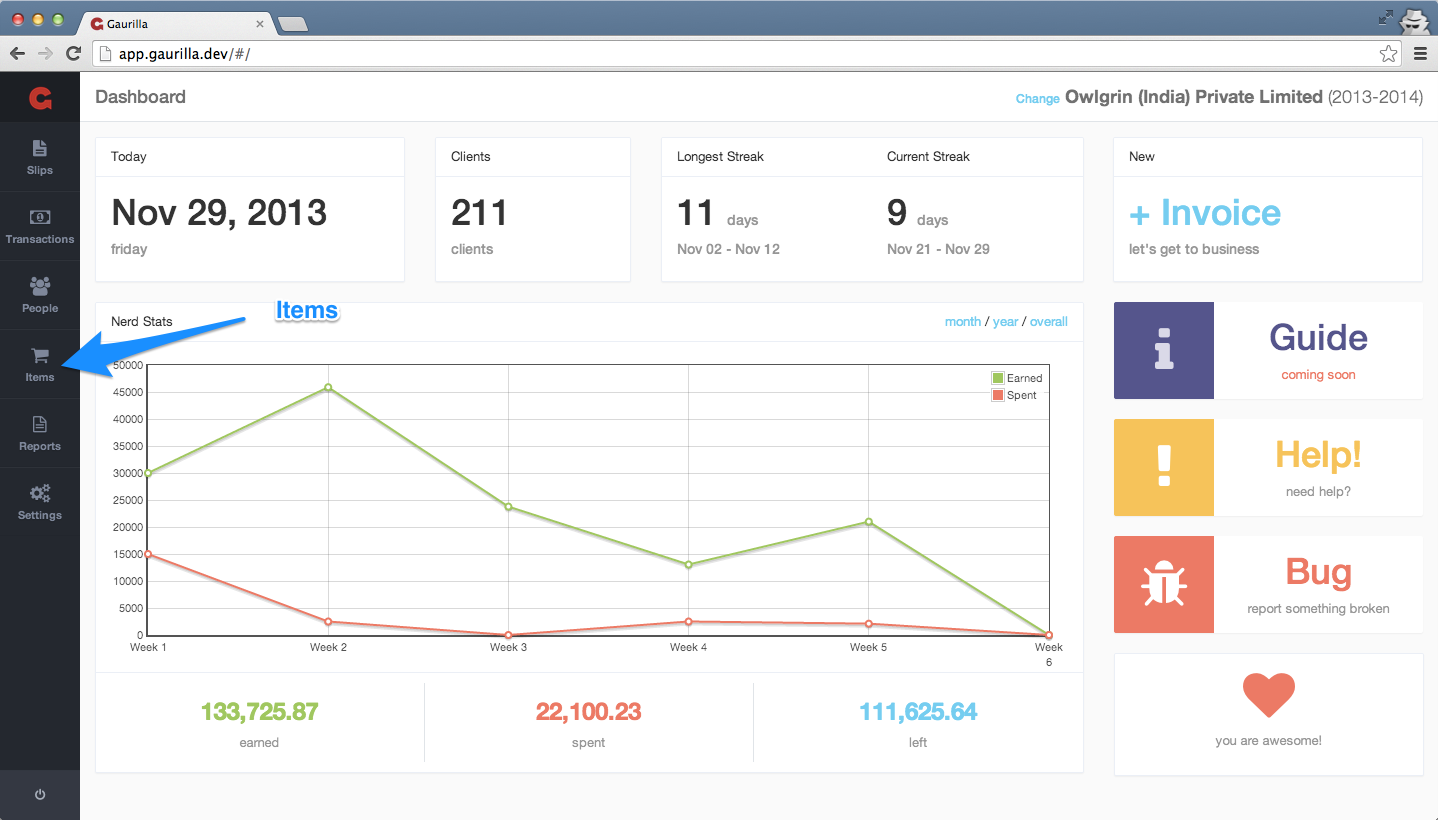 Gaurilla
app.gaurilla.dev/#/
Dashboard
Change Owlgrin (India) Private Limited (2013-2014)
Slips
Transactions
People
Items
Reports
Settings
Today
Nov 29, 2013
friday
Clients
211
clients
Longest Streak
11 days
Nov 02 - Nov 12
Current Streak
9 days
Nov 21 - Nov 29
New
+ Invoice
let's get to business
Items
Nerd Stats
month / year / overall
50000
45000
40000
35000
30000
25000
20000
15000
10000
5000
0
Earned
Spent
Week 1
Week 2
Week 3
Week 4
Week 5
Week
6
133,725.87
earned
22,100.23
spent
111,625.64
left
Guide
coming soon
Help!
need help?
Bug
report something broken
you are awesome!